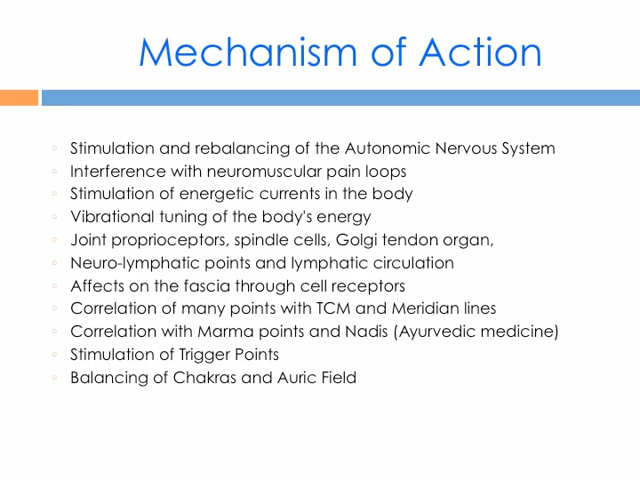 Mechanism of Action
Stimulation and rebalancing of the Autonomic Nervous System
Interference with neuromuscular pain loops
Stimulation of energetic currents in the body
Vibrational tuning of the body's energy
Joint proprioceptors, spindle cells, Golgi tendon organ,
Neuro-lymphatic points and lymphatic circulation
Affects on the fascia through cell receptors
Correlation of many points with TCM and Meridian lines
Correlation with Marma points and Nadis (Ayurvedic medicine)
Stimulation of Trigger Points
Balancing of Chakras and Auric Field